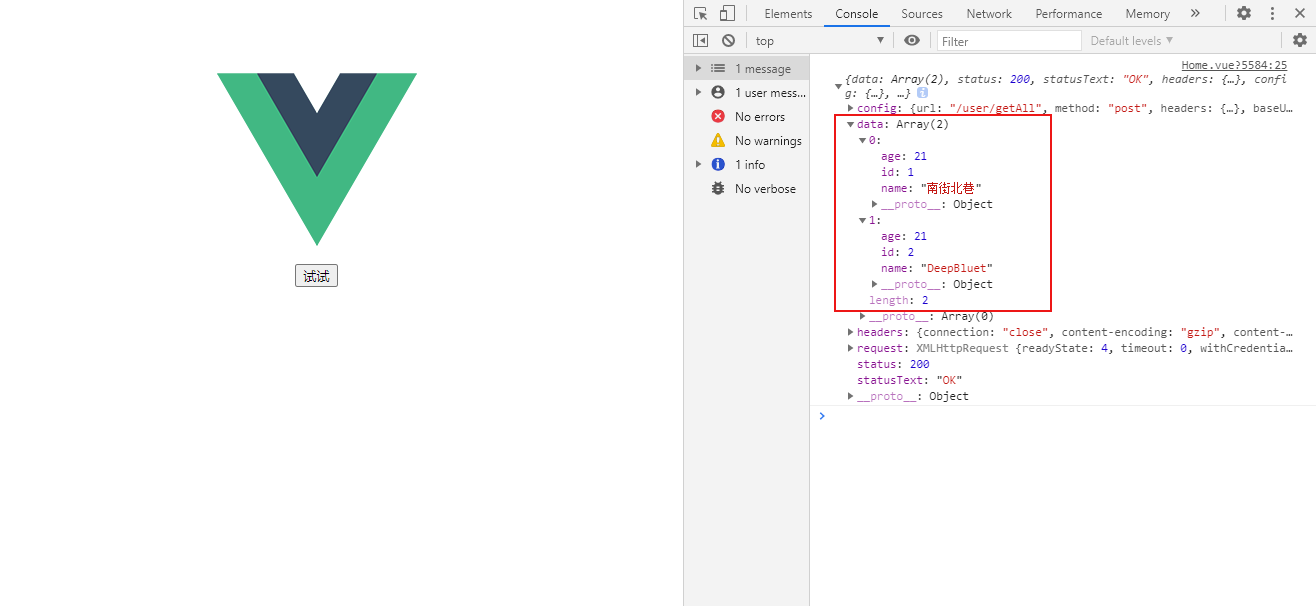 试试
Elements Console Sources Network Performance Memory
top Filter Default levels
1 message
1 user mess...
No errors
No warnings
1 info
No verbose
Home.vue?5584:25
{data: Array(2), status: 200, statusText: "OK", headers: {…}, confi
g: {…}, …}
config: {url: "/user/getAll", method: "post", headers: {…}, baseU…
data: Array(2)
0:
age: 21
id: 1
name: "南街北巷"
__proto__: Object
1:
age: 21
id: 2
name: "DeepBluet"
__proto__: Object
length: 2
__proto__: Array(0)
headers: {connection: "close", content-encoding: "gzip", content-…
request: XMLHttpRequest {readyState: 4, timeout: 0, withCredentia…
status: 200
statusText: "OK"
__proto__: Object